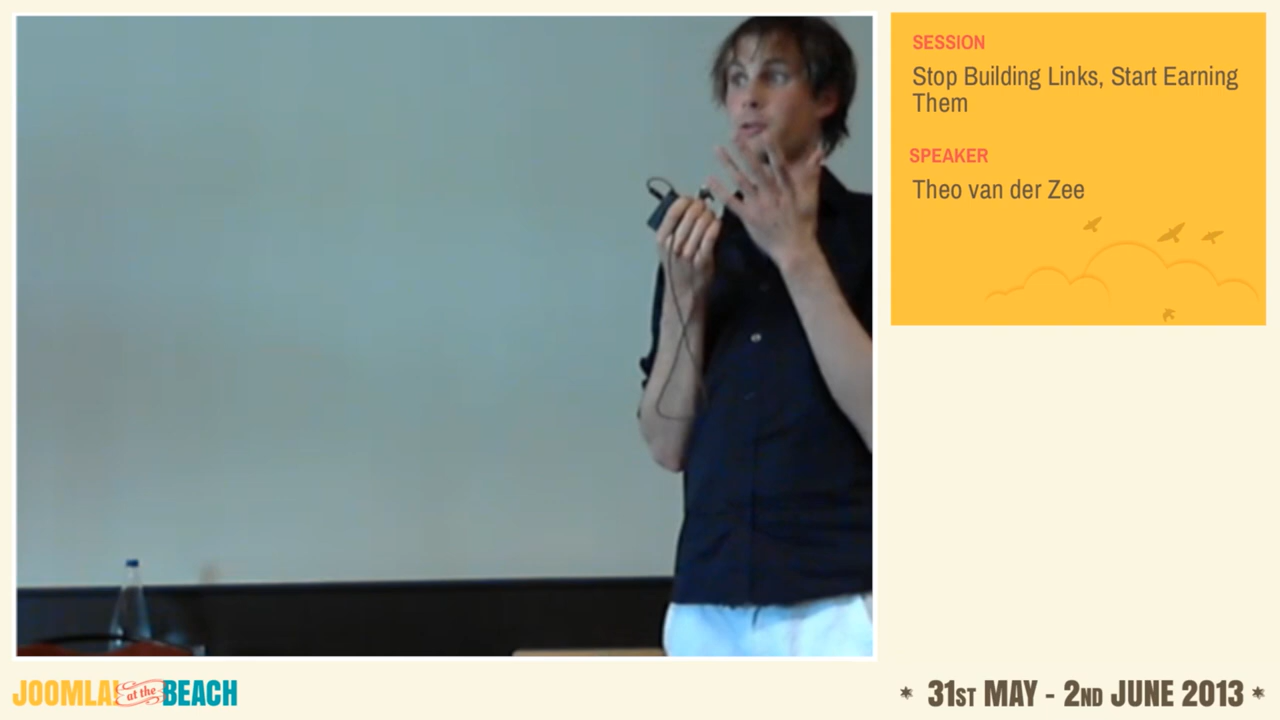 SESSION
Stop Building Links, Start Earning
Them
SPEAKER
Theo van der Zee
JOOMLA! at the BEACH
* 31ST MAY - 2ND JUNE 2013 *